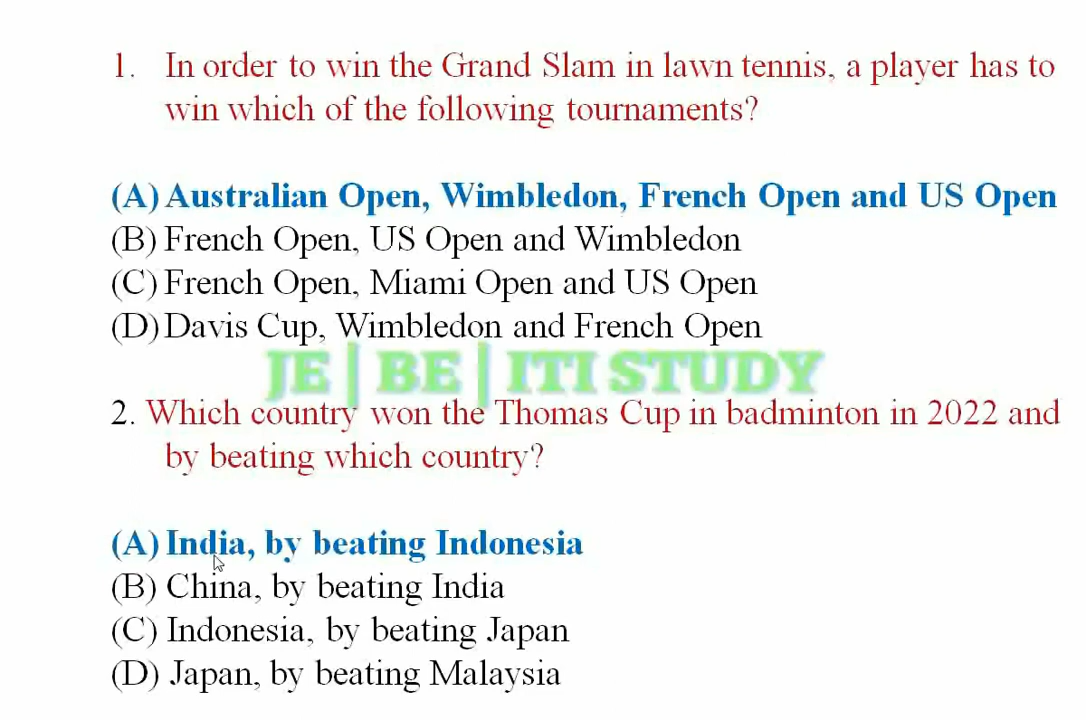 1. In order to win the Grand Slam in lawn tennis, a player has to
win which of the following tournaments?
(A) Australian Open, Wimbledon, French Open and US Open
(B) French Open, US Open and Wimbledon
(C) French Open, Miami Open and US Open
(D) Davis Cup, Wimbledon and French Open
JE | BE | ITI STUDY
2. Which country won the Thomas Cup in badminton in 2022 and
by beating which country?
(A) India, by beating Indonesia
(B) China, by beating India
(C) Indonesia, by beating Japan
(D) Japan, by beating Malaysia